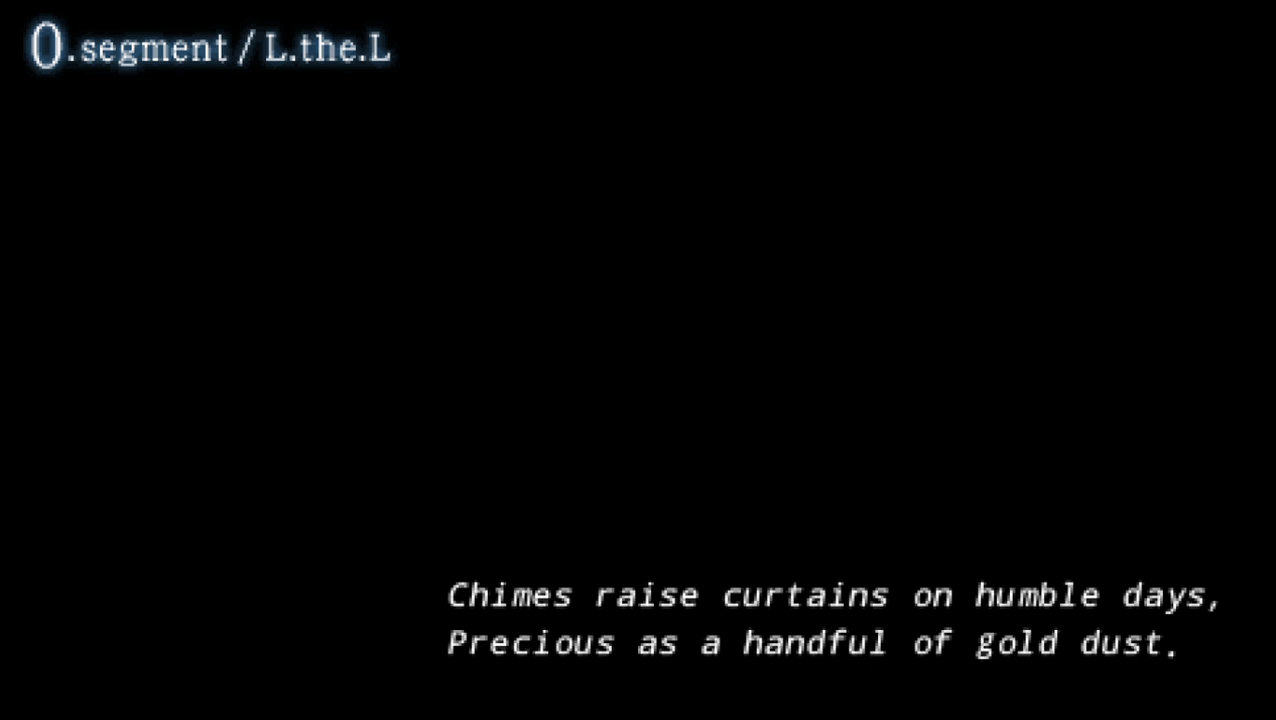 0.segment / L.the.L
Chimes raise curtains on humble days,
Precious as a handful of gold dust.